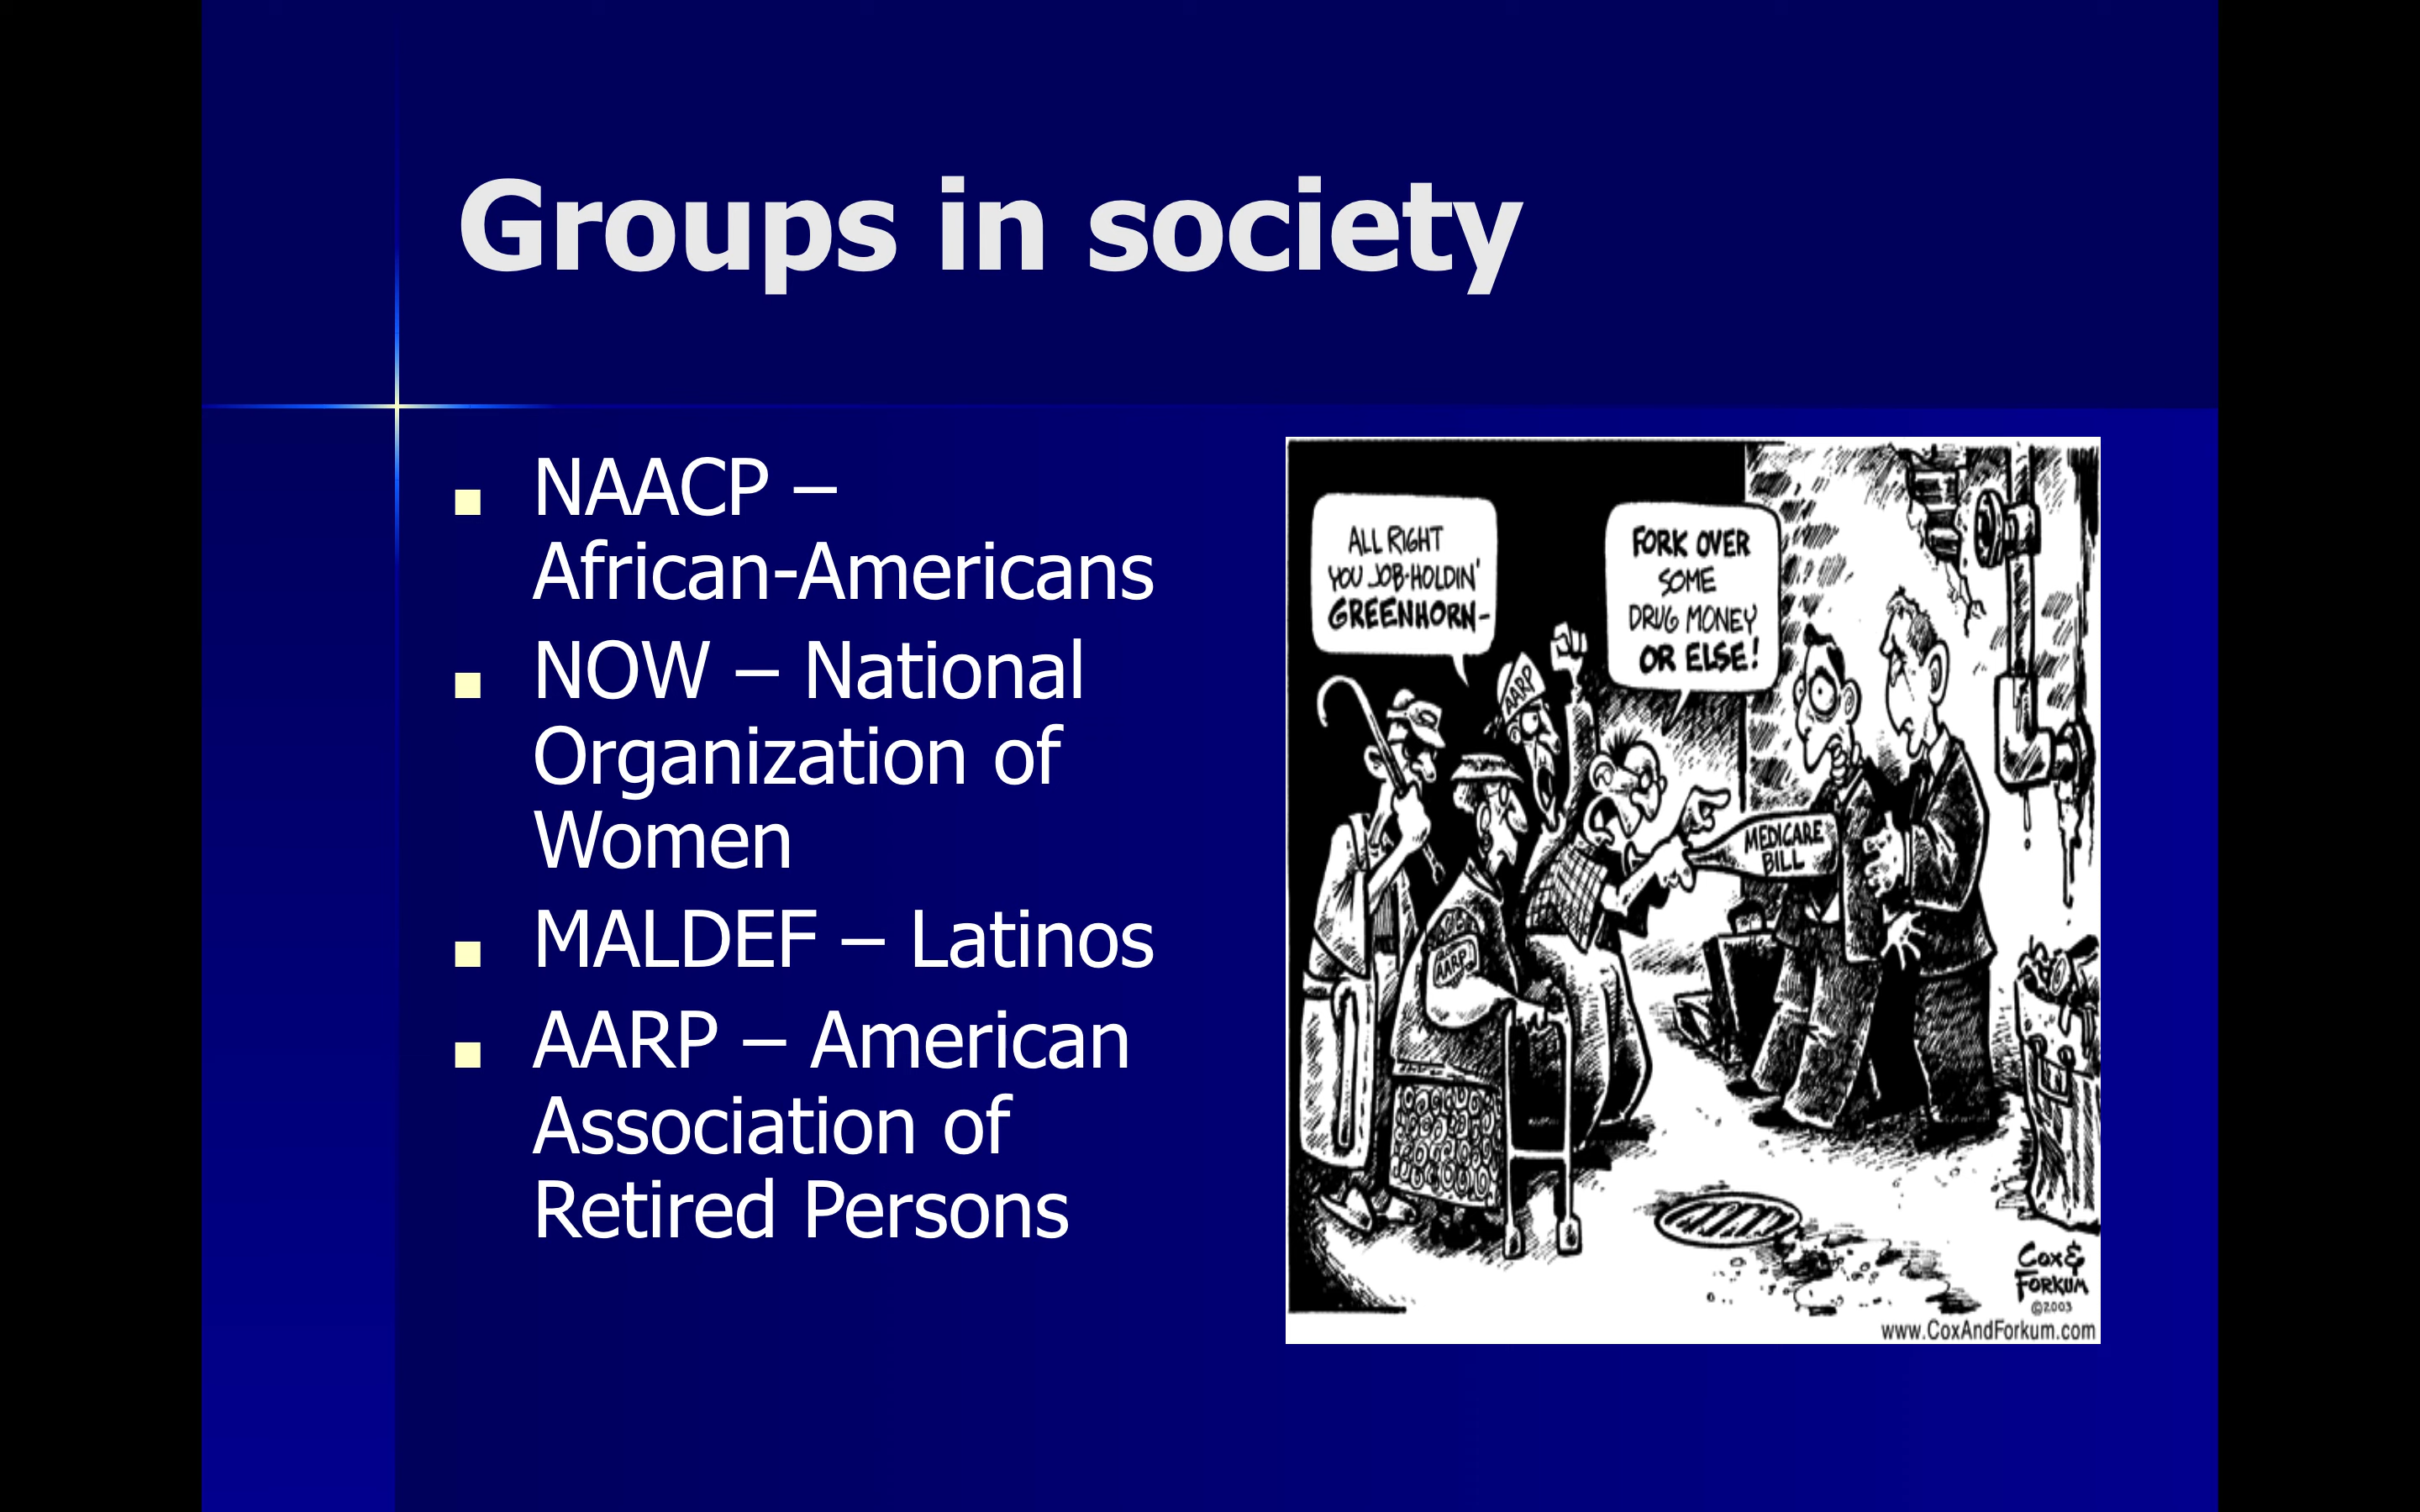 Groups in society
NAACP –
African-Americans
NOW – National
Organization of
Women
MALDEF – Latinos
AARP – American
Association of
Retired Persons
ALL RIGHT
YOU JOB-HOLDIN'
GREENHORN-
FORK OVER
SOME
DRUG MONEY
OR ELSE!
AARP
MEDICARE
BILL
AARP
COX &
FORKUM
©2003
www.CoxAndForkum.com